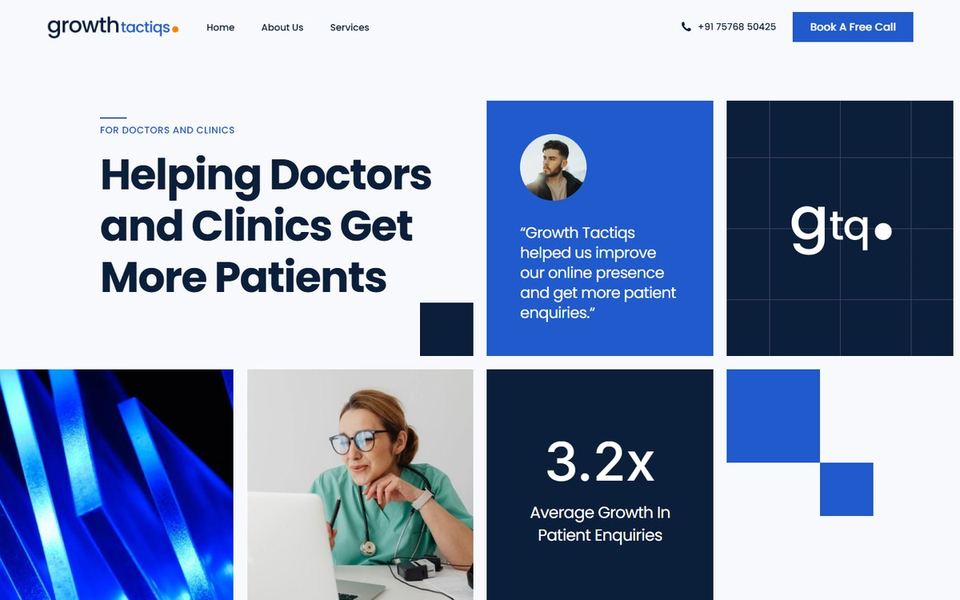 growth tactiqs
Home
About Us
Services
+91 75768 50425
Book A Free Call
FOR DOCTORS AND CLINICS
Helping Doctors
and Clinics Get
More Patients
“Growth Tactiqs
helped us improve
our online presence
and get more patient
enquiries.”
gtq
3.2x
Average Growth In
Patient Enquiries